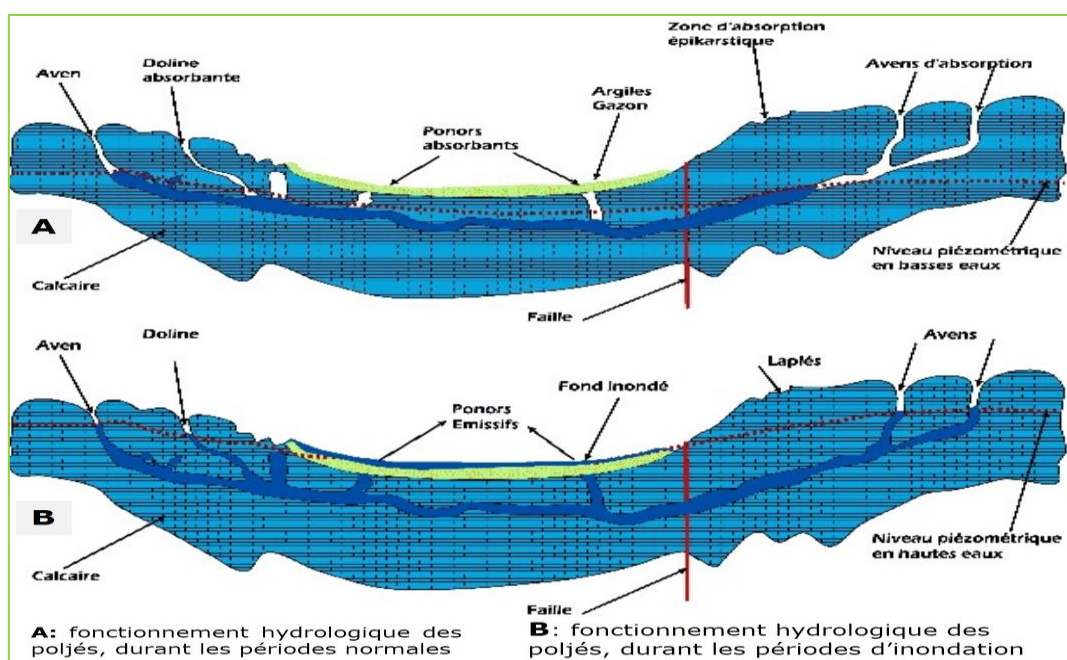 Zone d'absorption
épikarstique
Aven
Doline
absorbante
Avens d'absorption
Argiles
Gazon
Ponors
absorbants
A
Calcaire
Niveau piézométrique
en basses eaux
Faille
Aven
Doline
Avens
Laplés
Fond inondé
Ponors
Emissifs
B
Niveau piézométrique
en hautes eaux
Calcaire
Faille
A: fonctionnement hydrologique des
poljés, durant les périodes normales
B: fonctionnement hydrologique des
poljés, durant les périodes d'inondation